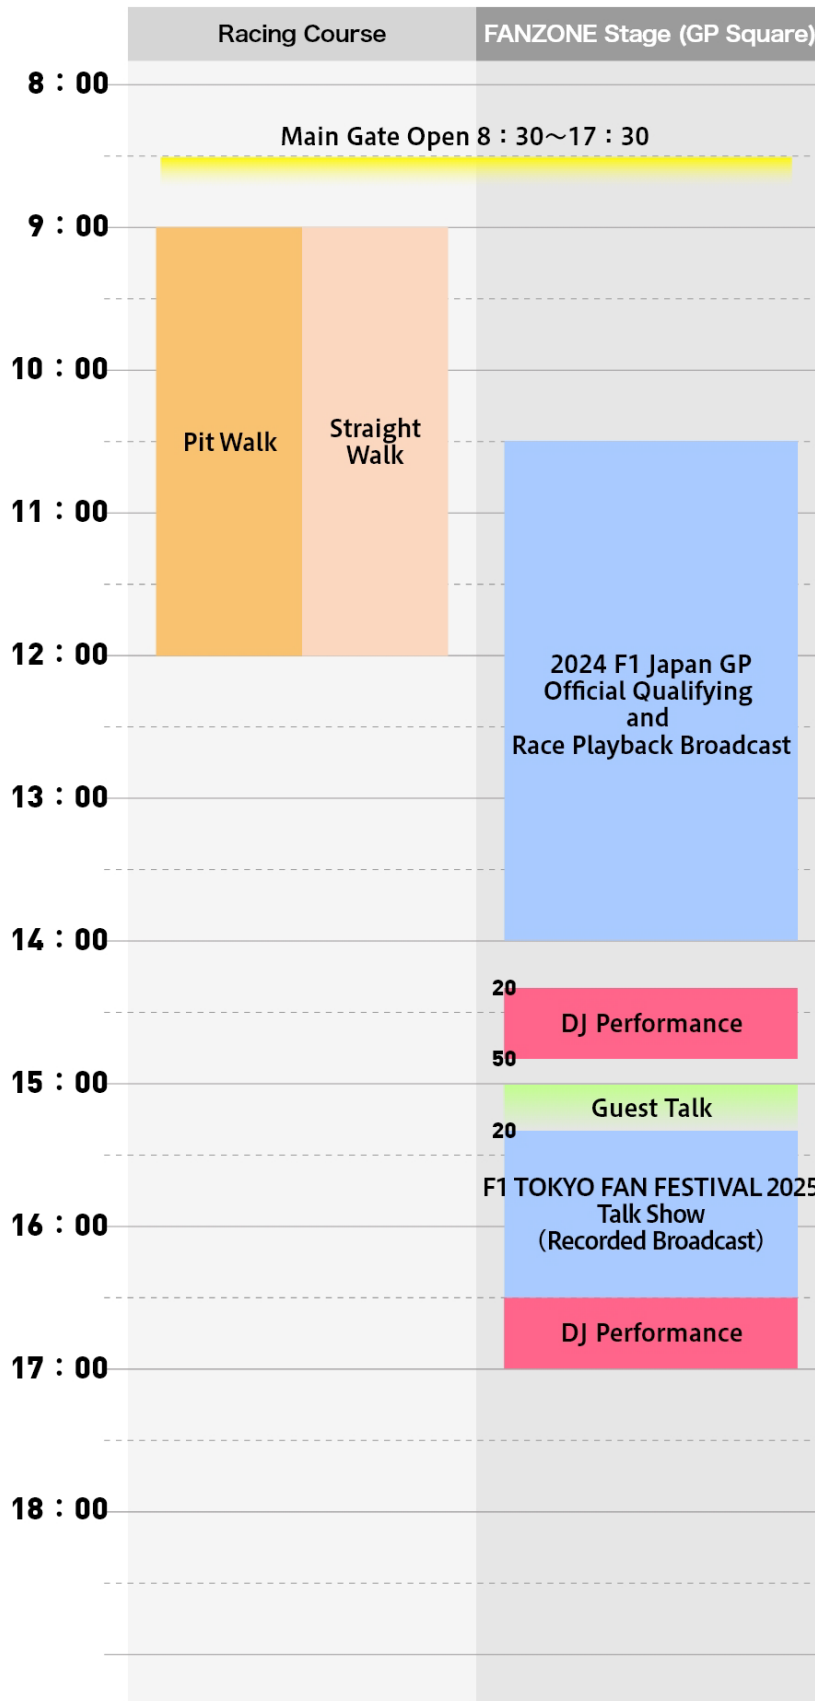 Racing Course
FANZONE Stage (GP Square)
8：00
Main Gate Open 8：30～17：30
9：00
10：00
Pit Walk
Straight
Walk
11：00
12：00
2024 F1 Japan GP
Official Qualifying
and
Race Playback Broadcast
13：00
14：00
20
DJ Performance
50
15：00
Guest Talk
20
F1 TOKYO FAN FESTIVAL 2025
Talk Show
（Recorded Broadcast）
16：00
DJ Performance
17：00
18：00